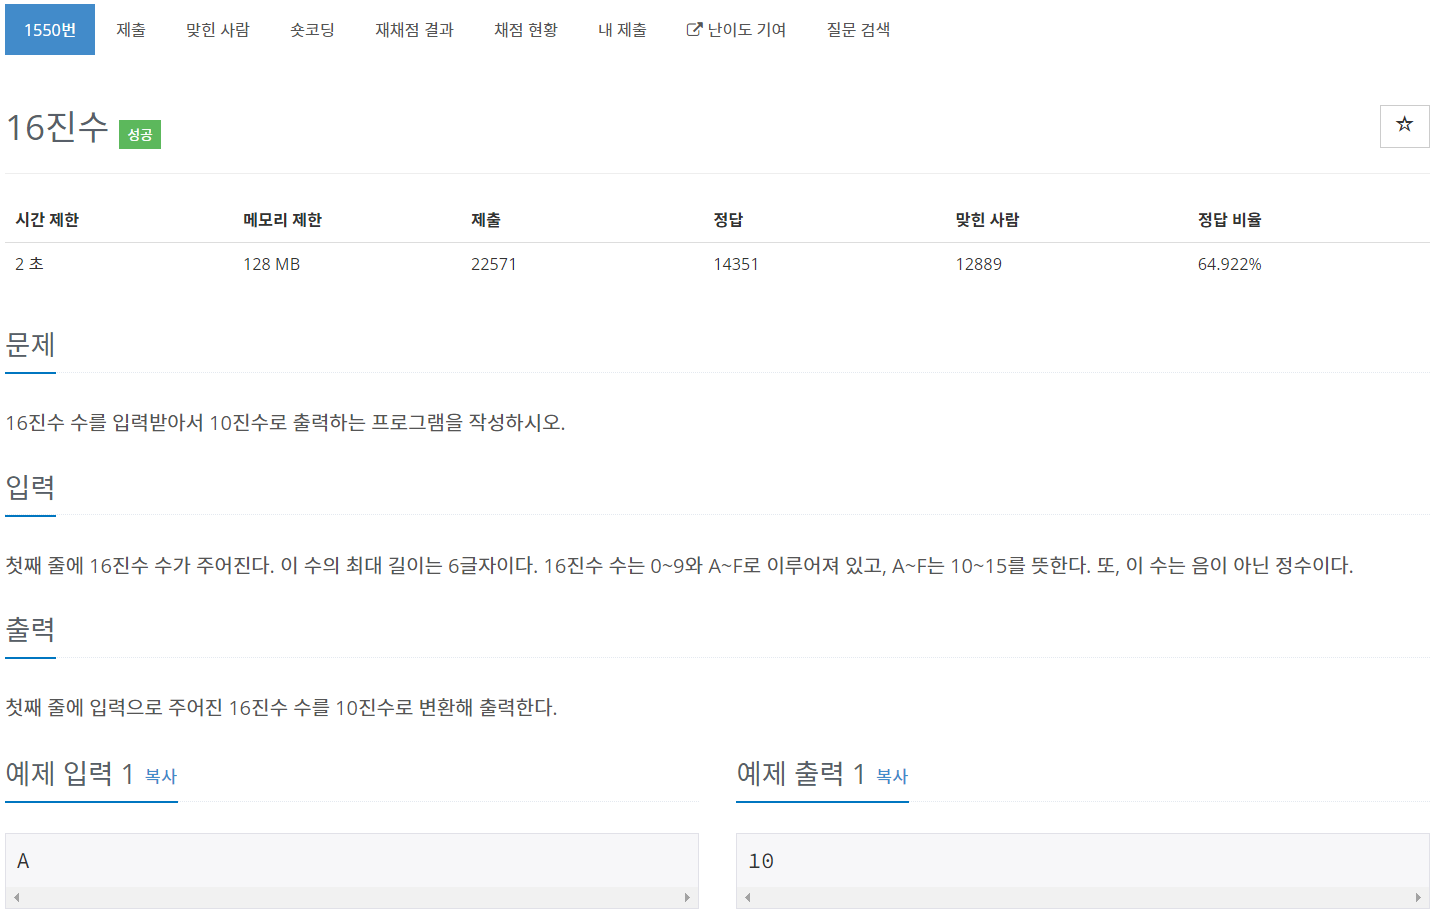 1550번 제출 맞힌 사람 숏코딩 재채점 결과 채점 현황 내 제출 난이도 기여 질문 검색
16진수 성공
시간 제한 메모리 제한 제출 정답 맞힌 사람 정답 비율
2 초 128 MB 22571 14351 12889 64.922%
문제
16진수 수를 입력받아서 10진수로 출력하는 프로그램을 작성하시오.
입력
첫째 줄에 16진수 수가 주어진다. 이 수의 최대 길이는 6글자이다. 16진수 수는 0~9와 A~F로 이루어져 있고, A~F는 10~15를 뜻한다. 또, 이 수는 음이 아닌 정수이다.
출력
첫째 줄에 입력으로 주어진 16진수 수를 10진수로 변환해 출력한다.
예제 입력 1 복사 예제 출력 1 복사
A 10